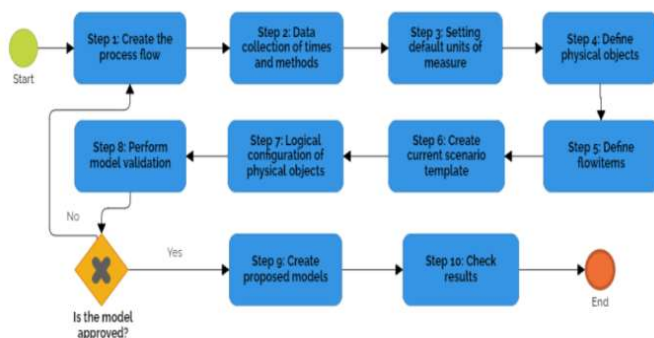 Start
Step 1: Create the
process flow
Step 2: Data
collection of times
and methods
Step 3: Setting
default units of
measure
Step 4: Define
physical objects
Step 8: Perform
model validation
Step 7: Logical
configuration of
physical objects
Step 6: Create
current scenario
template
Step 5: Define
flowitems
No
Yes
Is the model
approved?
Step 9: Create
proposed models
Step 10: Check
results
End